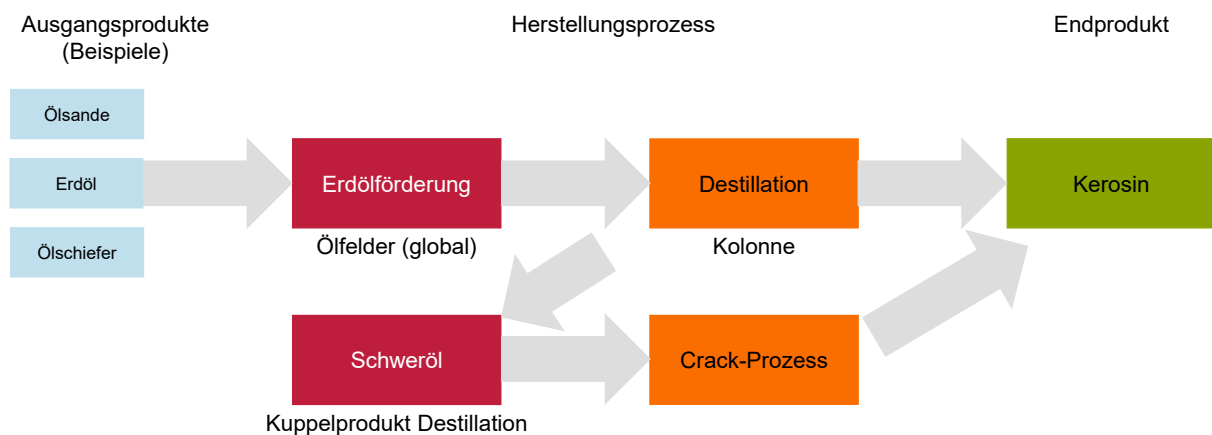 Ausgangsprodukte
(Beispiele)
Herstellungsprozess
Endprodukt
Ölsande
Erdöl
Ölschiefer
Erdölförderung
Ölfelder (global)
Destillation
Kolonne
Kerosin
Schweröl
Kuppelprodukt Destillation
Crack-Prozess